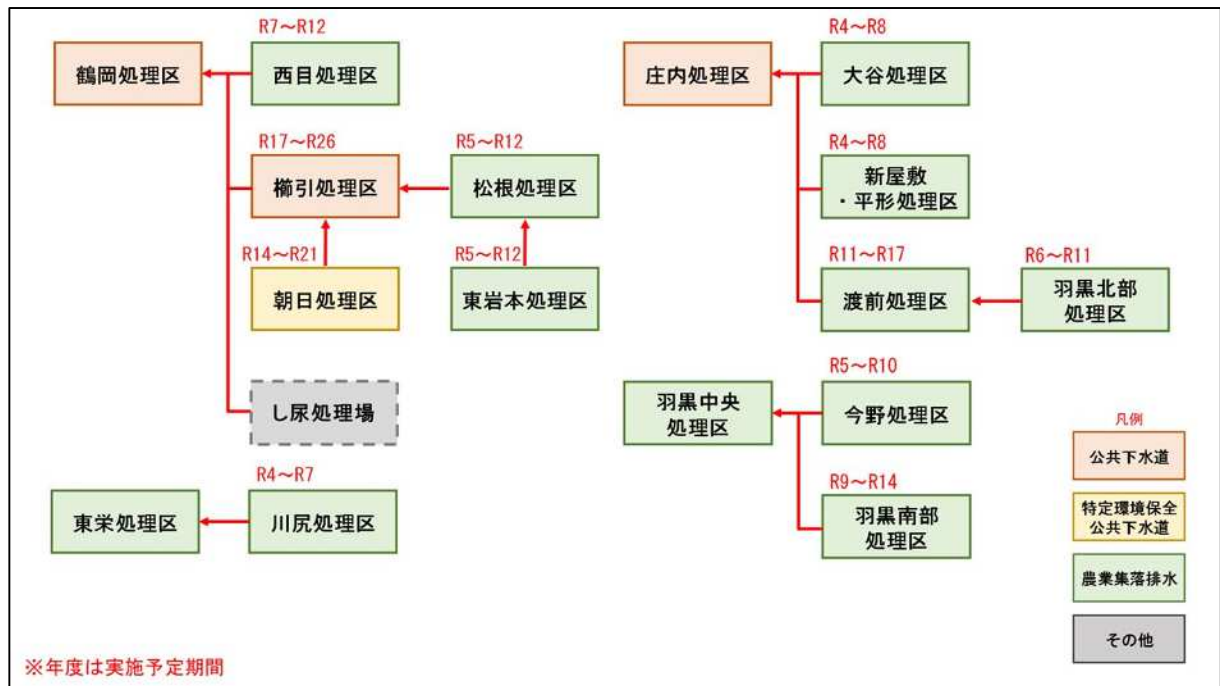 R7～R12
鶴岡処理区
西目処理区
R17～R26
櫛引処理区
R5～R12
松根処理区
R14～R21
朝日処理区
R5～R12
東岩本処理区
し尿処理場
R4～R7
東栄処理区
川尻処理区
R4～R8
庄内処理区
大谷処理区
R4～R8
新屋敷
・平形処理区
R11～R17
渡前処理区
R6～R11
羽黒北部
処理区
R5～R10
羽黒中央
処理区
今野処理区
R9～R14
羽黒南部
処理区
凡例
公共下水道
特定環境保全
公共下水道
農業集落排水
その他
※年度は実施予定期間